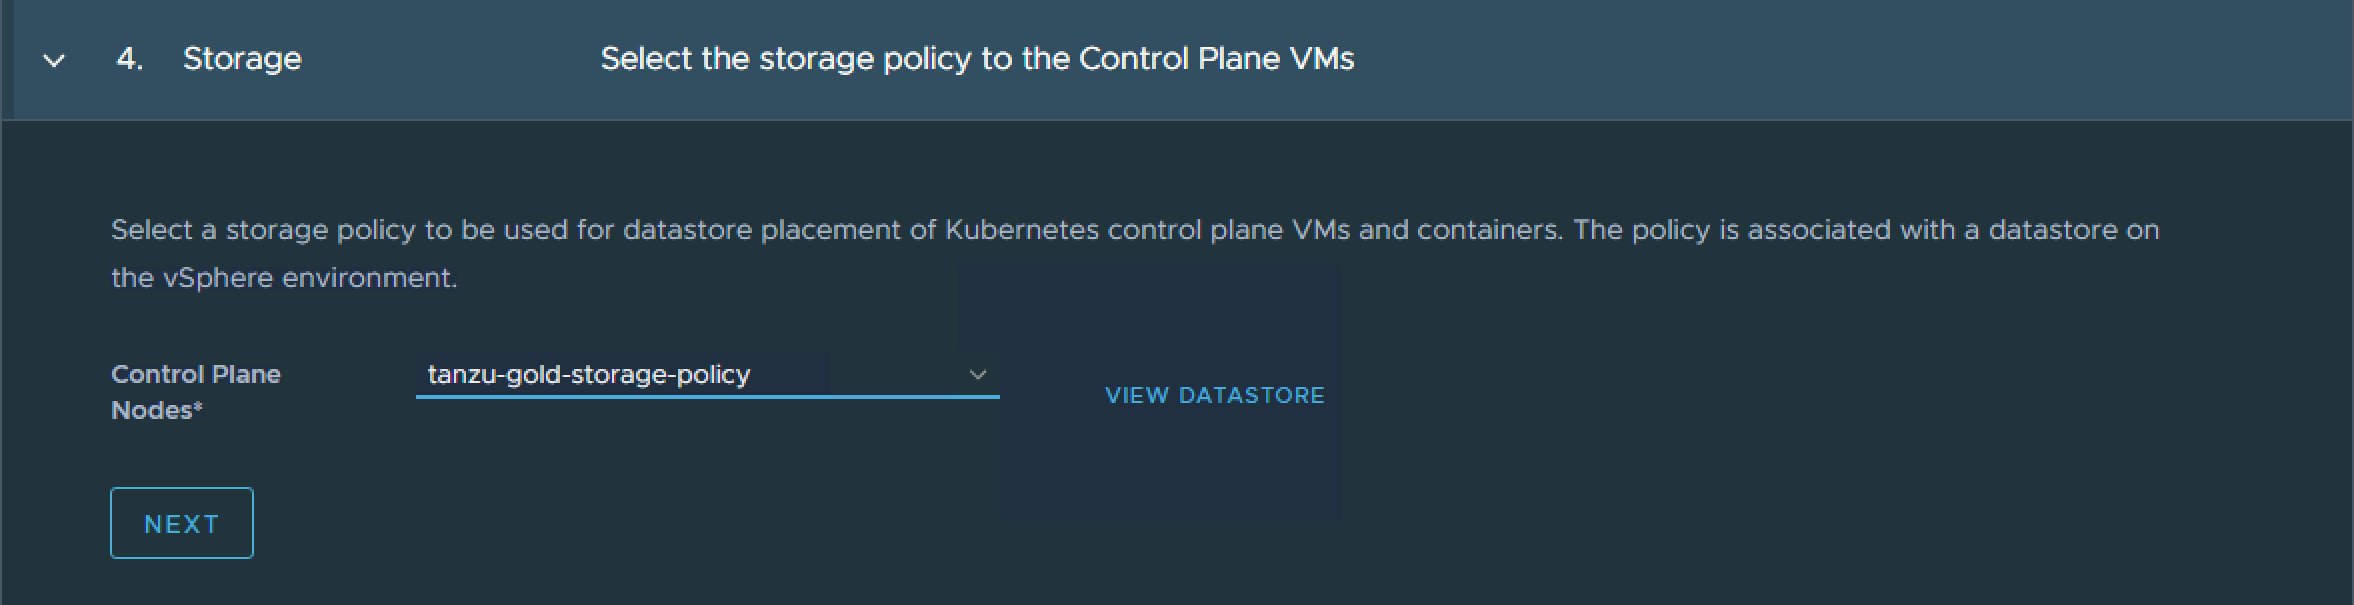 4. Storage Select the storage policy to the Control Plane VMs
Select a storage policy to be used for datastore placement of Kubernetes control plane VMs and containers. The policy is associated with a datastore on
the vSphere environment.
Control Plane
Nodes*
tanzu-gold-storage-policy
VIEW DATASTORE
NEXT